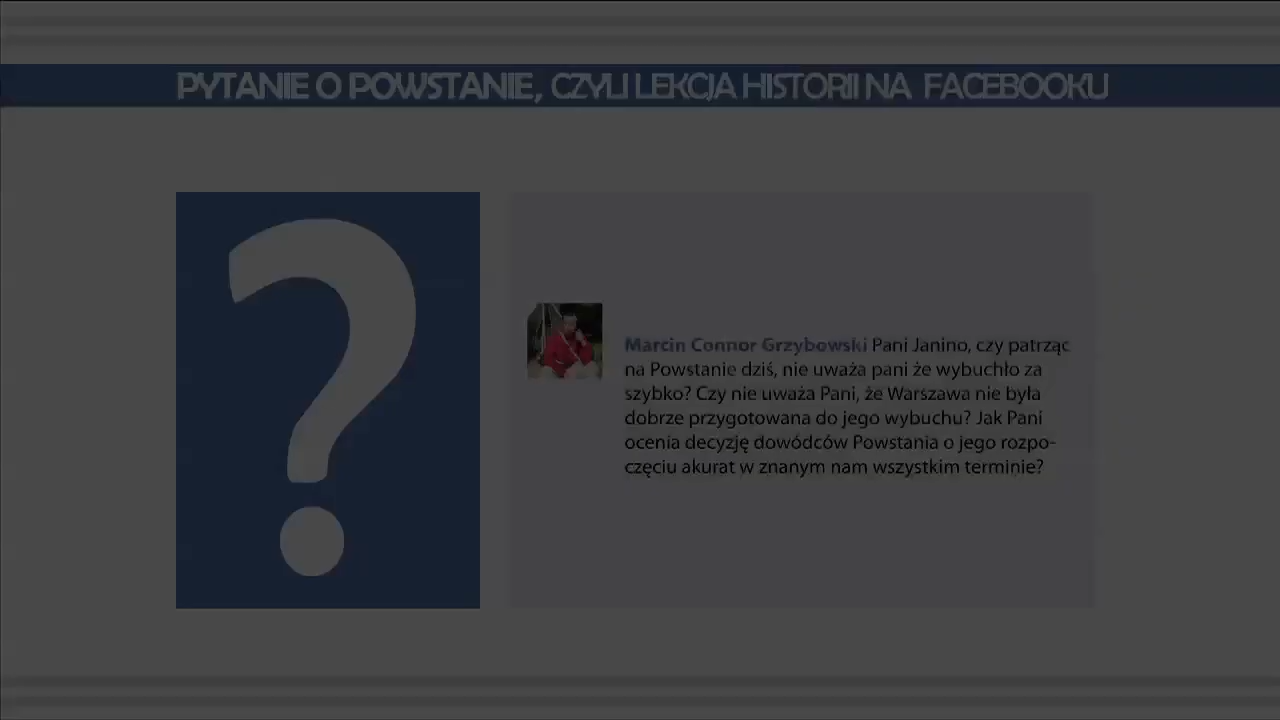 PYTANIE O POWSTANIE, CZYLI LEKCJA HISTORII NA FACEBOOKU
?
Marcin Connor Grzybowski Pani Janino, czy patrząc
na Powstanie dziś, nie uważa pani że wybuchło za
szybko? Czy nie uważa Pani, że Warszawa nie była
dobrze przygotowana do jego wybuchu? Jak Pani
ocenia decyzję dowódców Powstania o jego rozpo-
częciu akurat w znanym nam wszystkim terminie?